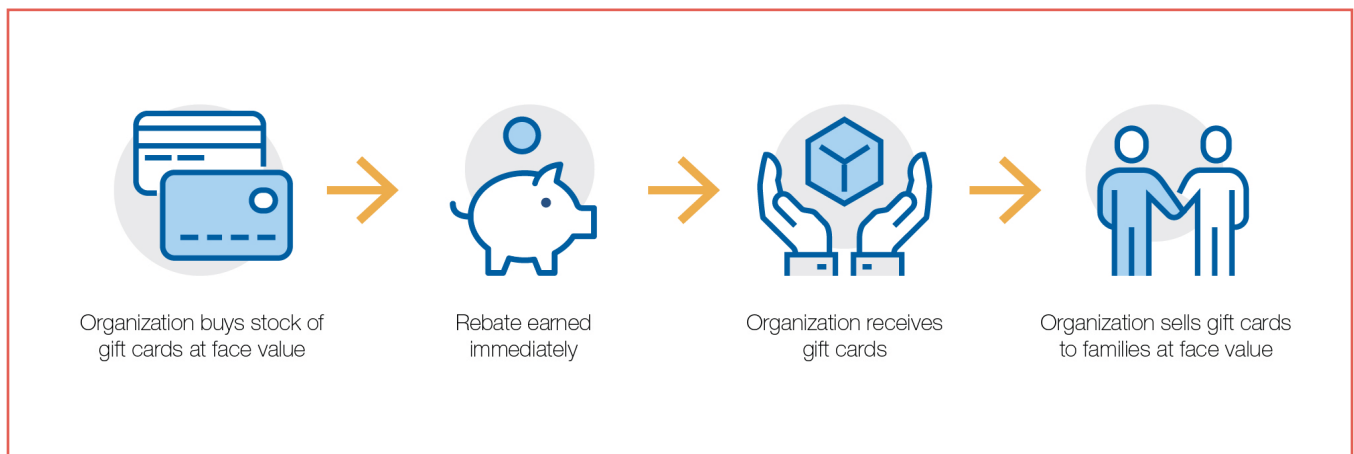 Organization buys stock of
gift cards at face value
Rebate earned
immediately
Organization receives
gift cards
Organization sells gift cards
to families at face value